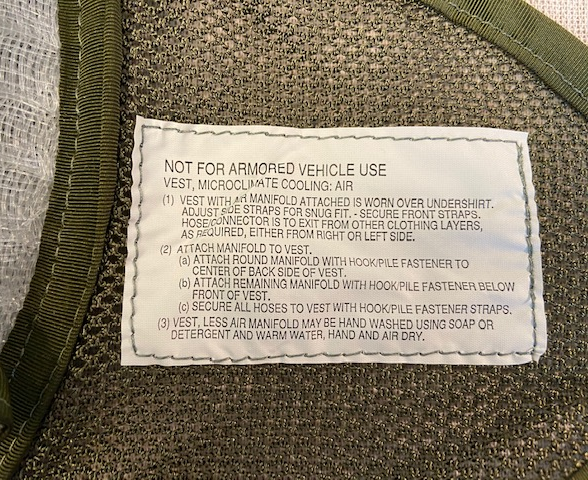 NOT FOR ARMORED VEHICLE USE
VEST, MICROCLIMATE COOLING: AIR
(1) VEST WITH AIR MANIFOLD ATTACHED IS WORN OVER UNDERSHIRT.
ADJUST SIDE STRAPS FOR SNUG FIT. - SECURE FRONT STRAPS.
HOSE/CONNECTOR IS TO EXIT FROM OTHER CLOTHING LAYERS,
AS REQUIRED, EITHER FROM RIGHT OR LEFT SIDE.
(2) ATTACH MANIFOLD TO VEST.
(a) ATTACH ROUND MANIFOLD WITH HOOK/PILE FASTENER TO
CENTER OF BACK SIDE OF VEST.
(b) ATTACH REMAINING MANIFOLD WITH HOOK/PILE FASTENER BELOW
FRONT OF VEST.
(c) SECURE ALL HOSES TO VEST WITH HOOK/PILE FASTENER STRAPS.
(3) VEST, LESS AIR MANIFOLD MAY BE HAND WASHED USING SOAP OR
DETERGENT AND WARM WATER, HAND AND AIR DRY.